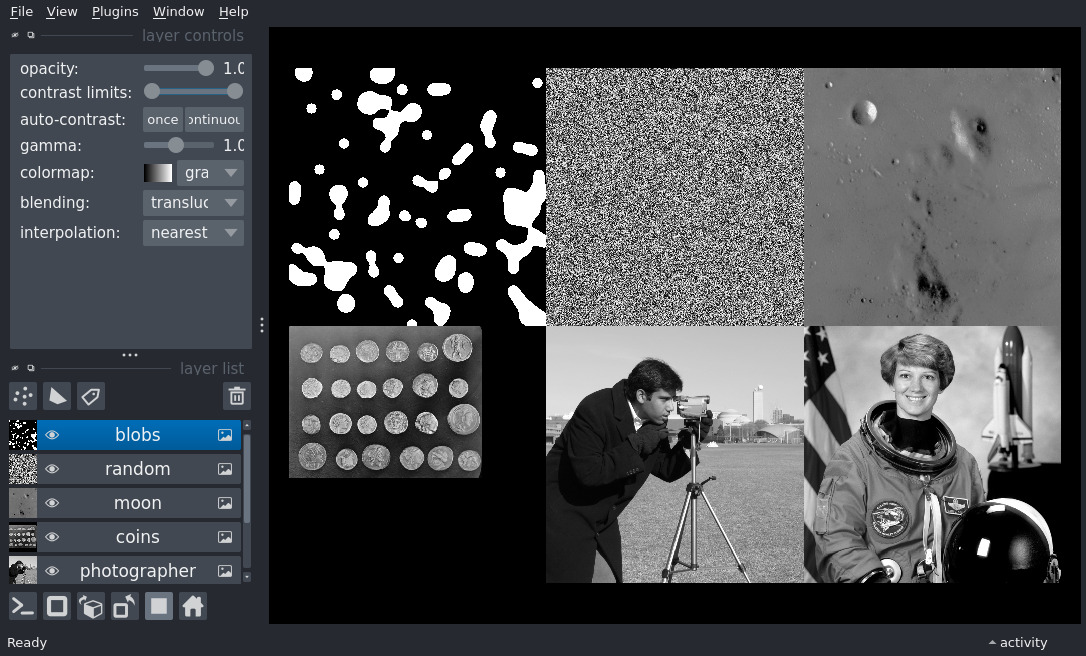 File View Plugins Window Help
layer controls
opacity: 1.0
contrast limits:
auto-contrast: once ontinuou
gamma: 1.0
colormap: gra
blending: transluc
interpolation: nearest
layer list
blobs
random
moon
coins
photographer
Ready
activity